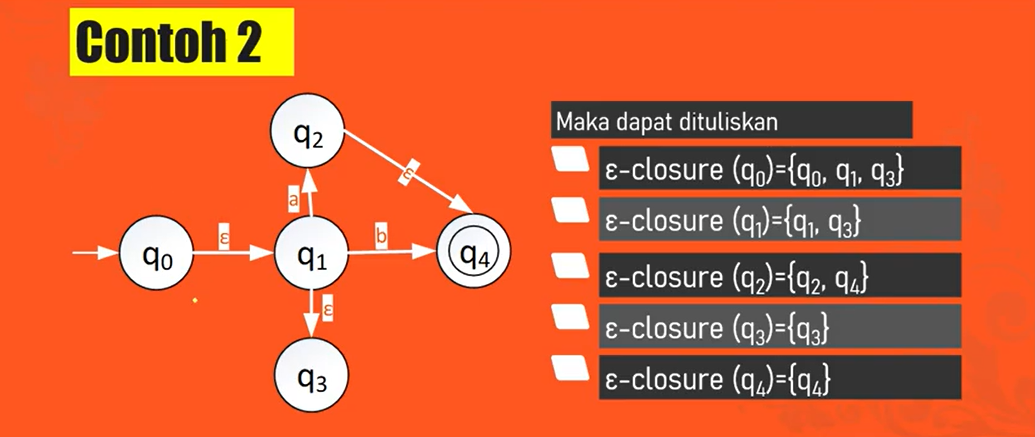 Contoh 2
q₂
ε
a
Maka dapat dituliskan
ε-closure (q₀)={q₀, q₁, q₃}
ε-closure (q₁)={q₁, q₃}
ε-closure (q₂)={q₂, q₄}
ε-closure (q₃)={q₃}
ε-closure (q₄)={q₄}
q₀
ε
q₁
b
q₄
ε
q₃